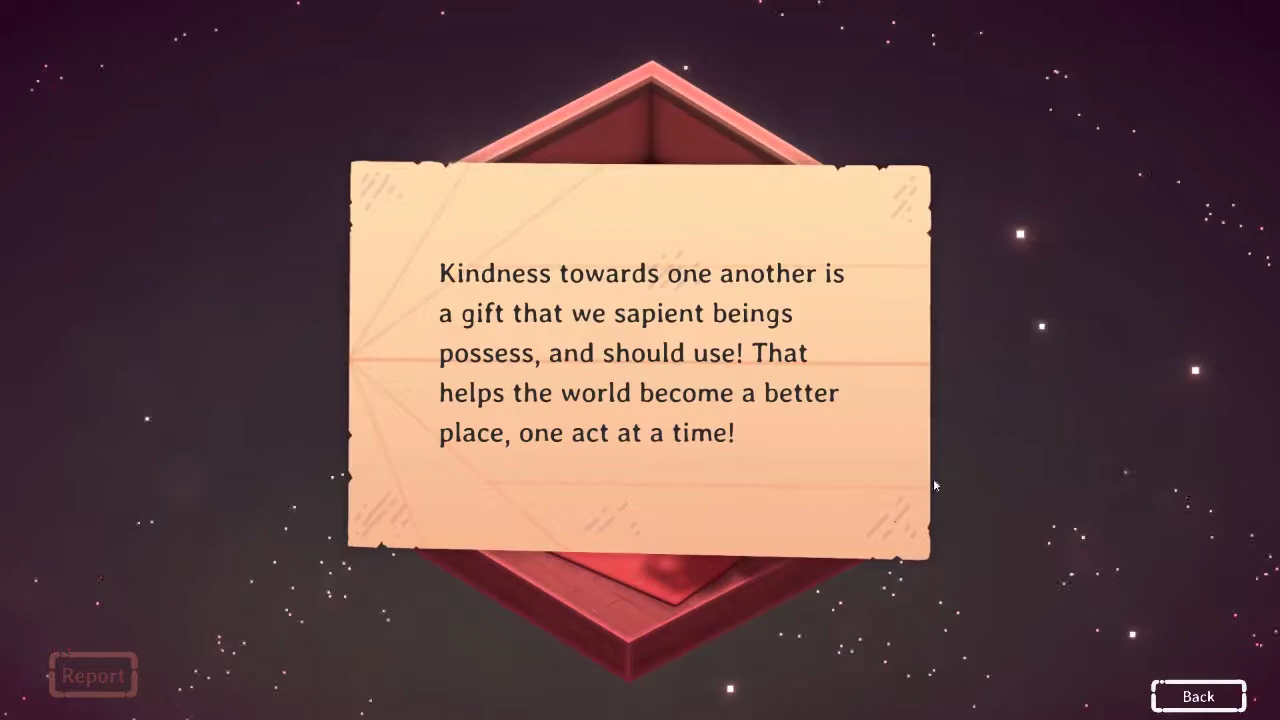 Kindness towards one another is
a gift that we sapient beings
possess, and should use! That
helps the world become a better
place, one act at a time!
Report
Back